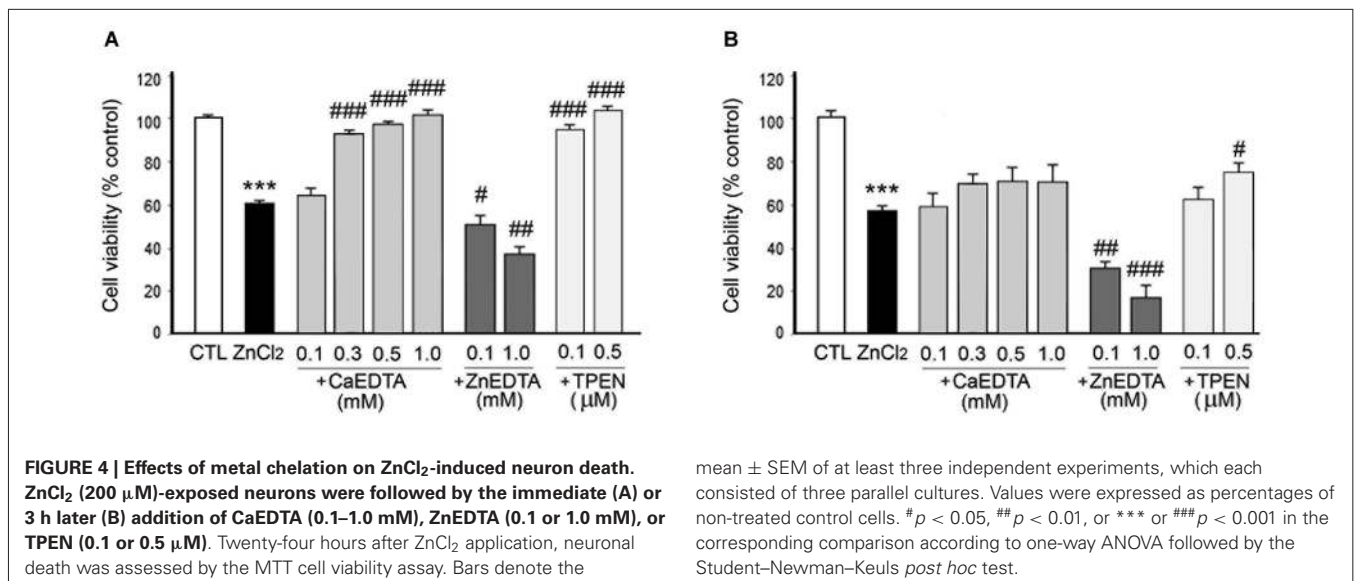 A
120
100
80
60
40
20
0
Cell viability (% control)
***
###
###
###
#
##
###
###
CTL ZnCl₂ 0.1 0.3 0.5 1.0 0.1 1.0 0.1 0.5
+CaEDTA +ZnEDTA +TPEN
(mM) (mM) (μM)
B
120
100
80
60
40
20
0
Cell viability (% control)
***
##
###
#
CTL ZnCl₂ 0.1 0.3 0.5 1.0 0.1 1.0 0.1 0.5
+CaEDTA +ZnEDTA +TPEN
(mM) (mM) (μM)
FIGURE 4 | Effects of metal chelation on ZnCl₂-induced neuron death.
ZnCl₂ (200 μM)-exposed neurons were followed by the immediate (A) or
3 h later (B) addition of CaEDTA (0.1–1.0 mM), ZnEDTA (0.1 or 1.0 mM), or
TPEN (0.1 or 0.5 μM). Twenty-four hours after ZnCl₂ application, neuronal
death was assessed by the MTT cell viability assay. Bars denote the
mean ± SEM of at least three independent experiments, which each
consisted of three parallel cultures. Values were expressed as percentages of
non-treated control cells. #p < 0.05, ##p < 0.01, or *** or ###p < 0.001 in the
corresponding comparison according to one-way ANOVA followed by the
Student–Newman–Keuls post hoc test.